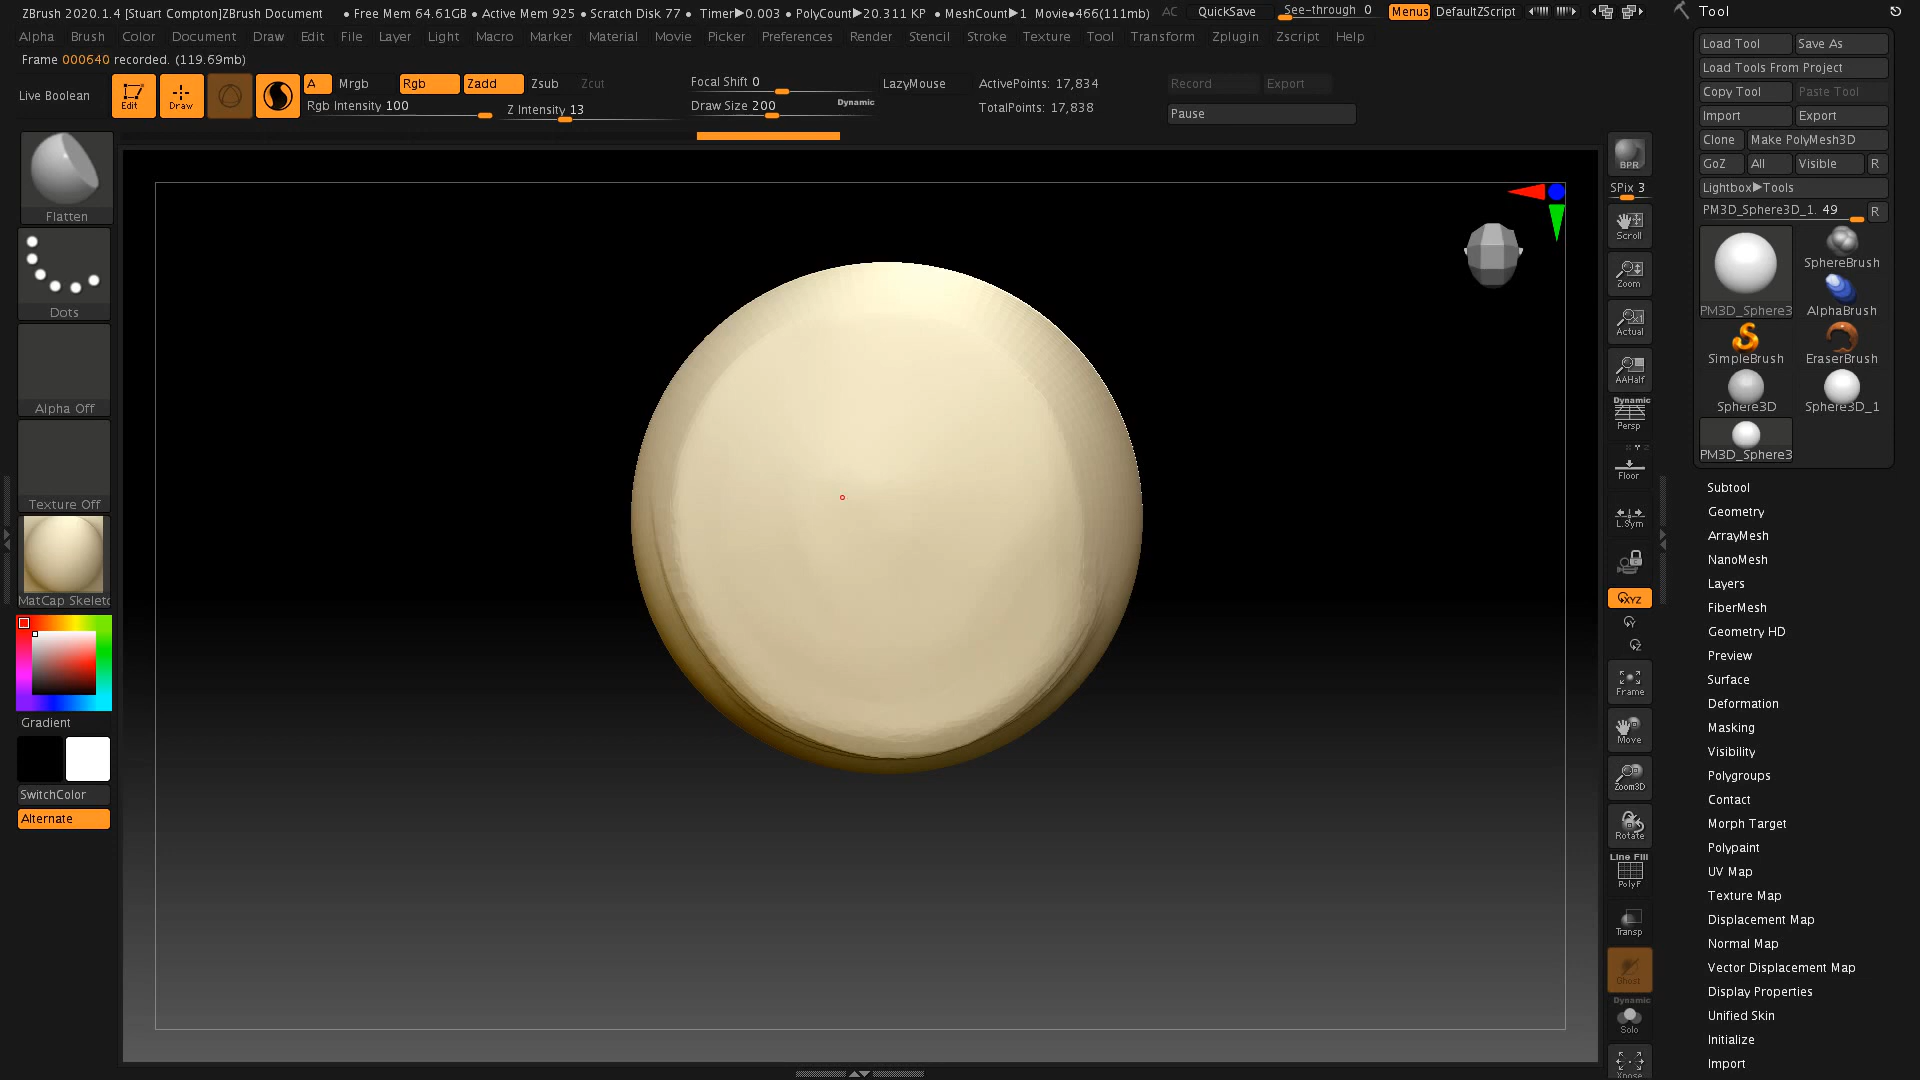 ZBrush 2020.1.4 [Stuart Compton]ZBrush Document • Free Mem 64.61GB • Active Mem 925 • Scratch Disk 77 • Timer▶0.003 • PolyCount▶20.311 KP • MeshCount▶1 Movie●466(111mb) AC QuickSave See-through 0 Menus DefaultZScript
Alpha Brush Color Document Draw Edit File Layer Light Macro Marker Material Movie Picker Preferences Render Stencil Stroke Texture Tool Transform Zplugin Zscript Help
Frame 000640 recorded. (119.69mb)
Live Boolean
Edit
Draw
A Mrgb Rgb Zadd Zsub Zcut
Rgb Intensity 100 Z Intensity 13
Focal Shift 0
Draw Size 200 Dynamic
LazyMouse
ActivePoints: 17,834
TotalPoints: 17,838
Record Export
Pause
Flatten
Dots
Alpha Off
Texture Off
MatCap Skeleto
Gradient
SwitchColor
Alternate
BPR
SPix 3
Scroll
Zoom
Actual
AAHalf
Dynamic
Persp
Floor
L.Sym
XYZ
Y
Z
Frame
Move
Zoom3D
Rotate
Line Fill
PolyF
Transp
Ghost
Dynamic
Solo
Xpose
Tool
Load Tool Save As
Load Tools From Project
Copy Tool Paste Tool
Import Export
Clone Make PolyMesh3D
GoZ All Visible R
Lightbox▶Tools
PM3D_Sphere3D_1. 49 R
PM3D_Sphere3 SphereBrush
AlphaBrush
SimpleBrush EraserBrush
Sphere3D Sphere3D_1
PM3D_Sphere3
Subtool
Geometry
ArrayMesh
NanoMesh
Layers
FiberMesh
Geometry HD
Preview
Surface
Deformation
Masking
Visibility
Polygroups
Contact
Morph Target
Polypaint
UV Map
Texture Map
Displacement Map
Normal Map
Vector Displacement Map
Display Properties
Unified Skin
Initialize
Import